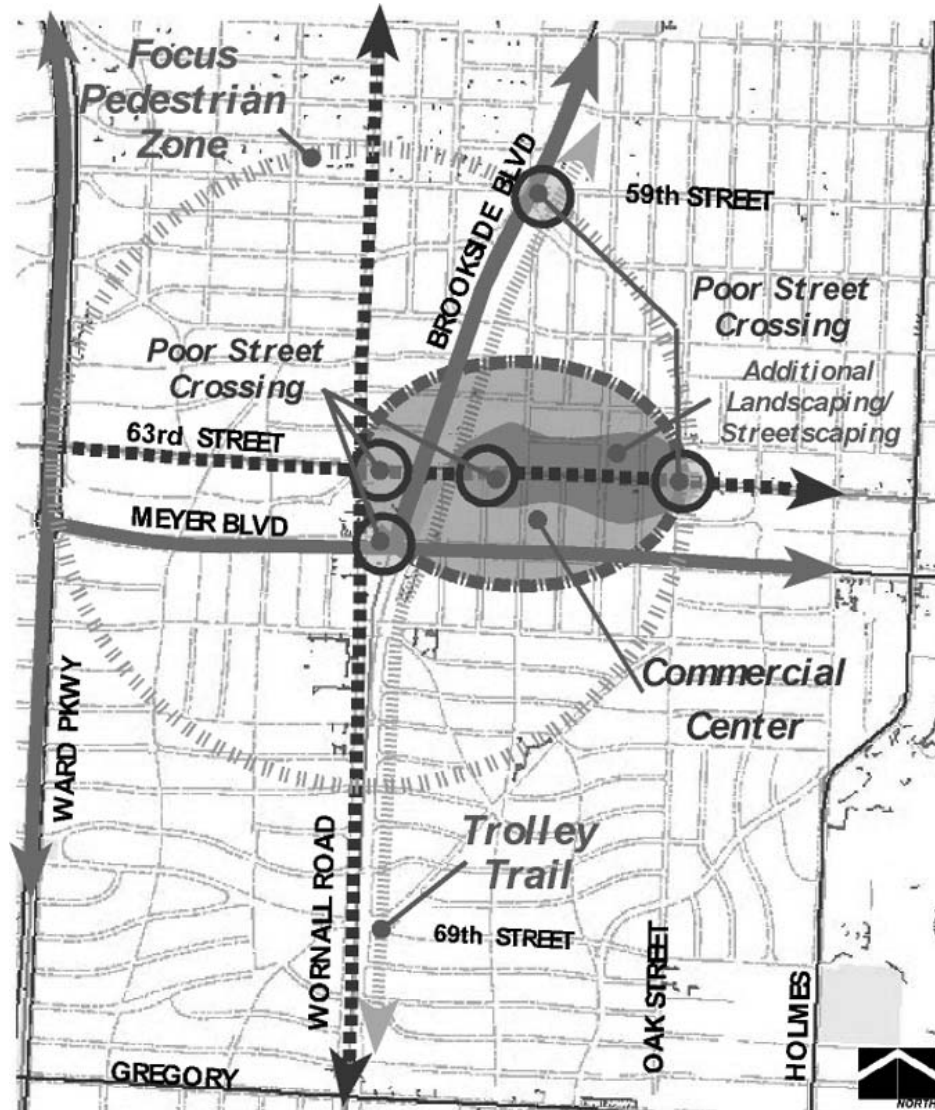 Focus
Pedestrian
Zone
BROOKSIDE BLVD
59th STREET
Poor Street
Crossing
Poor Street
Crossing
Additional
Landscaping/
Streetscaping
63rd STREET
MEYER BLVD
Commercial
Center
WARD PKWY
WORNALL ROAD
Trolley
Trail
69th STREET
OAK STREET
HOLMES
GREGORY
NORTH